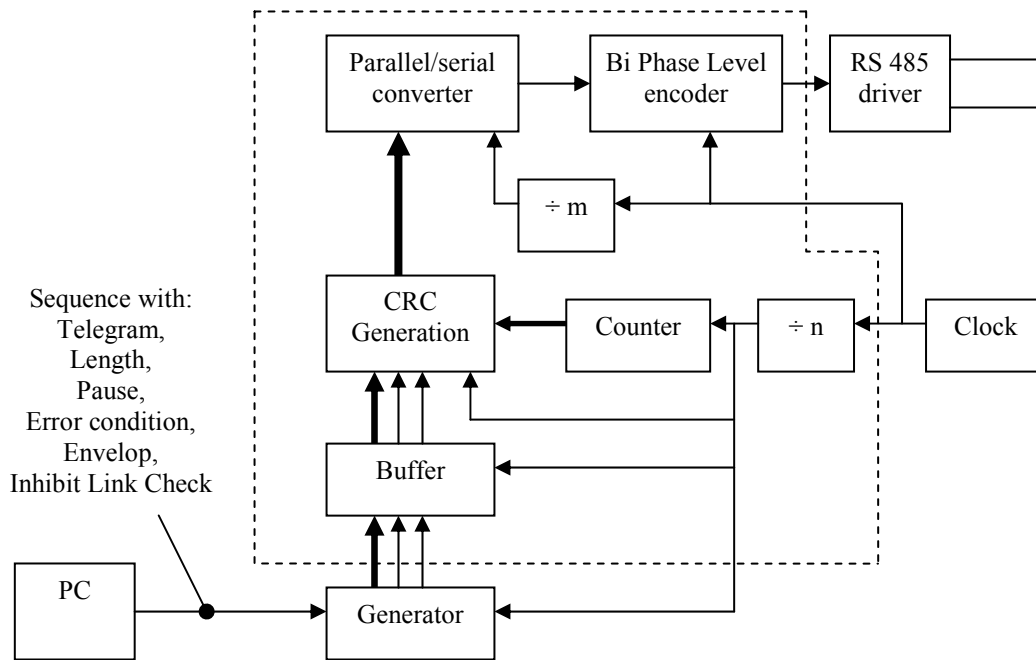 Parallel/serial
converter
Bi Phase Level
encoder
RS 485
driver
÷ m
CRC
Generation
Counter
÷ n
Clock
Sequence with:
Telegram,
Length,
Pause,
Error condition,
Envelop,
Inhibit Link Check
Buffer
PC
Generator